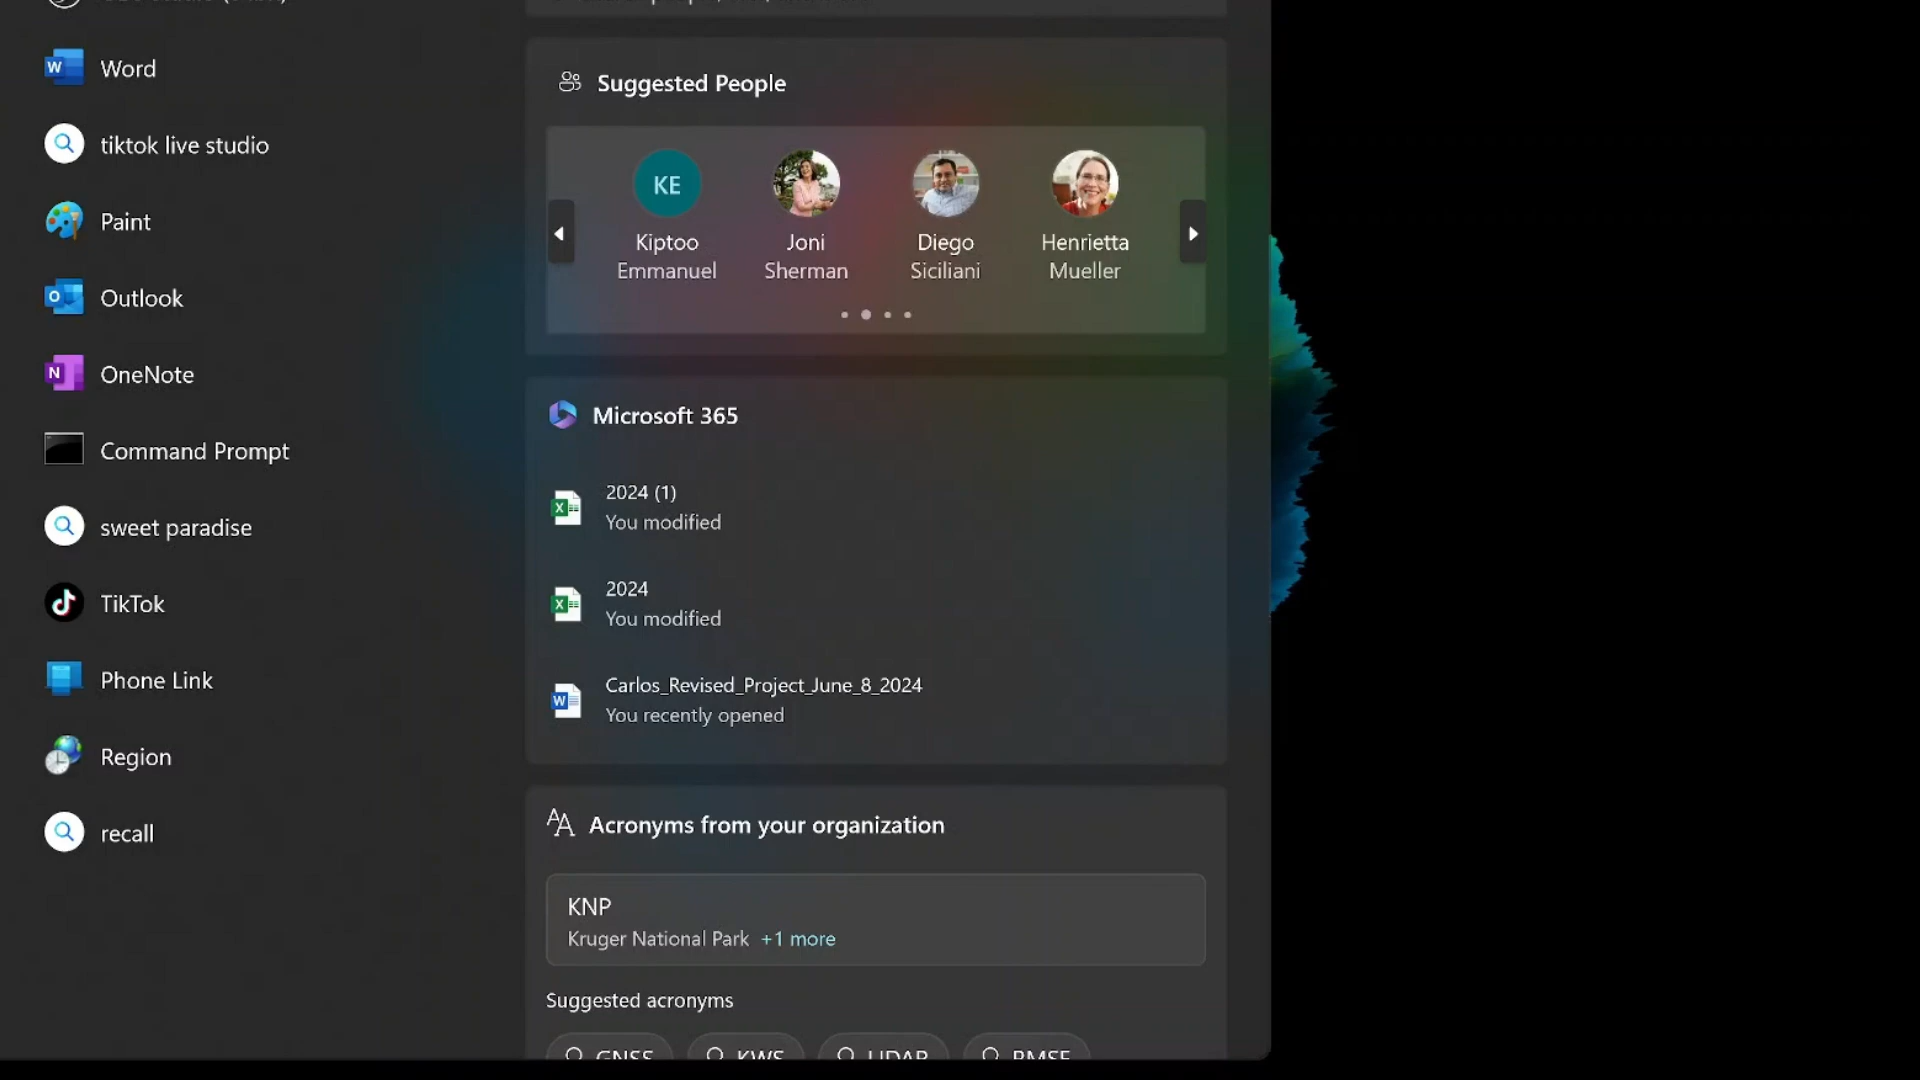 Word
tiktok live studio
Paint
Outlook
OneNote
Command Prompt
sweet paradise
TikTok
Phone Link
Region
recall
Suggested People
KE
Kiptoo
Emmanuel
Joni
Sherman
Diego
Siciliani
Henrietta
Mueller
Microsoft 365
2024 (1)
You modified
2024
You modified
Carlos_Revised_Project_June_8_2024
You recently opened
Acronyms from your organization
KNP
Kruger National Park +1 more
Suggested acronyms
GNSS
KWS